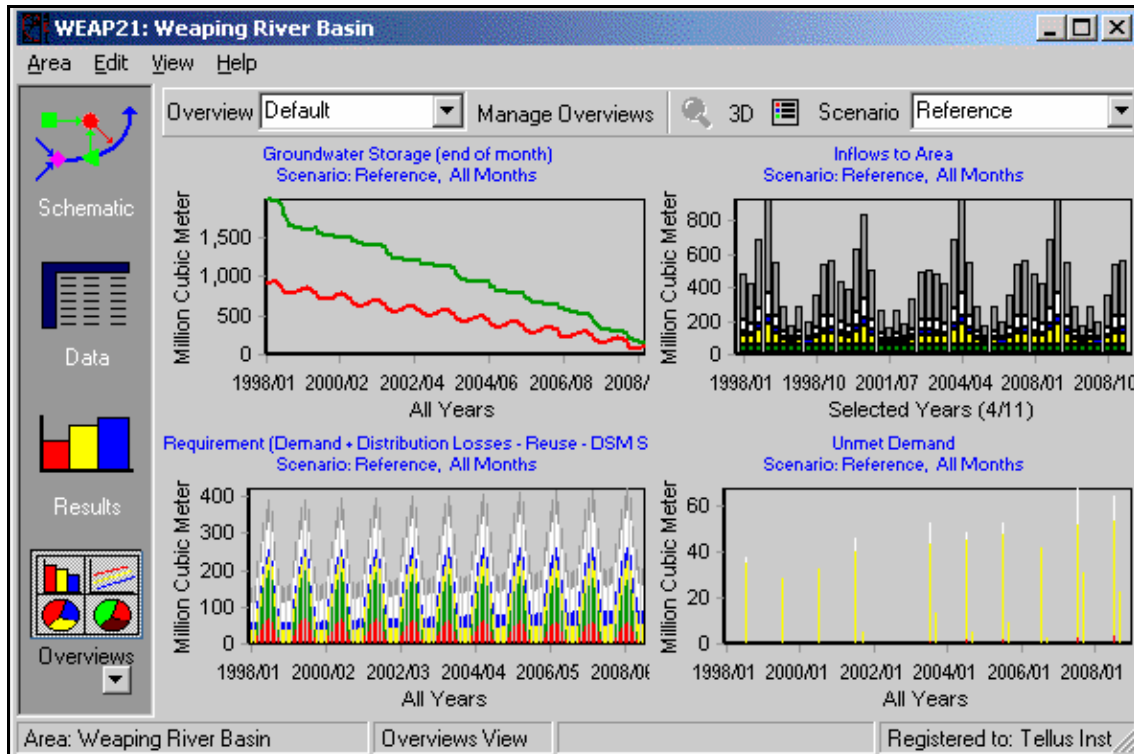 WEAP21: Weaping River Basin
Area Edit View Help
Overview Default Manage Overviews 3D Scenario Reference
Schematic
Data
Results
Overviews
Groundwater Storage (end of month)
Scenario: Reference, All Months
Million Cubic Meter
1,500
1,000
500
0
1998/01 2000/02 2002/04 2004/06 2006/08 2008/
All Years
Inflows to Area
Scenario: Reference, All Months
Million Cubic Meter
800
600
400
200
0
1998/01 1998/10 2001/07 2004/04 2008/01 2008/10
Selected Years (4/11)
Requirement (Demand + Distribution Losses - Reuse - DSM S
Scenario: Reference, All Months
Million Cubic Meter
400
300
200
100
0
1998/01 2000/02 2002/03 2004/04 2006/05 2008/06
All Years
Unmet Demand
Scenario: Reference, All Months
Million Cubic Meter
60
40
20
0
1998/01 2000/01 2002/01 2004/01 2006/01 2008/01
All Years
Area: Weaping River Basin Overviews View Registered to: Tellus Inst